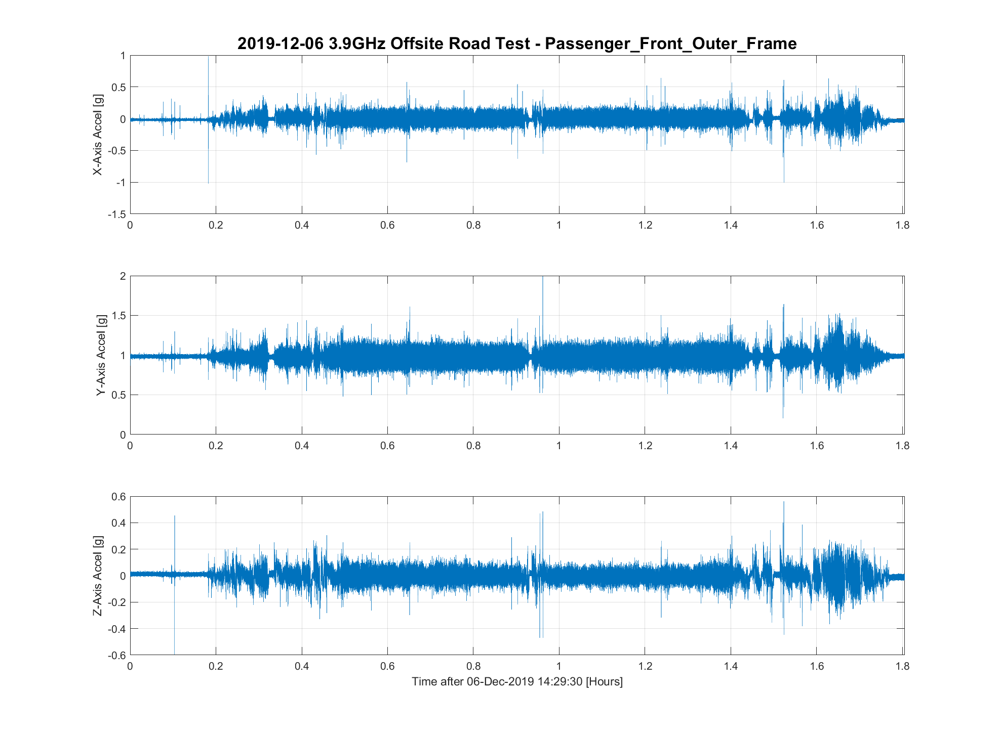 2019-12-06 3.9GHz Offsite Road Test - Passenger_Front_Outer_Frame
X-Axis Accel [g]
1
0.5
0
-0.5
-1
-1.5
0 0.2 0.4 0.6 0.8 1 1.2 1.4 1.6 1.8
Y-Axis Accel [g]
2
1.5
1
0.5
0
0 0.2 0.4 0.6 0.8 1 1.2 1.4 1.6 1.8
Z-Axis Accel [g]
0.6
0.4
0.2
0
-0.2
-0.4
-0.6
0 0.2 0.4 0.6 0.8 1 1.2 1.4 1.6 1.8
Time after 06-Dec-2019 14:29:30 [Hours]